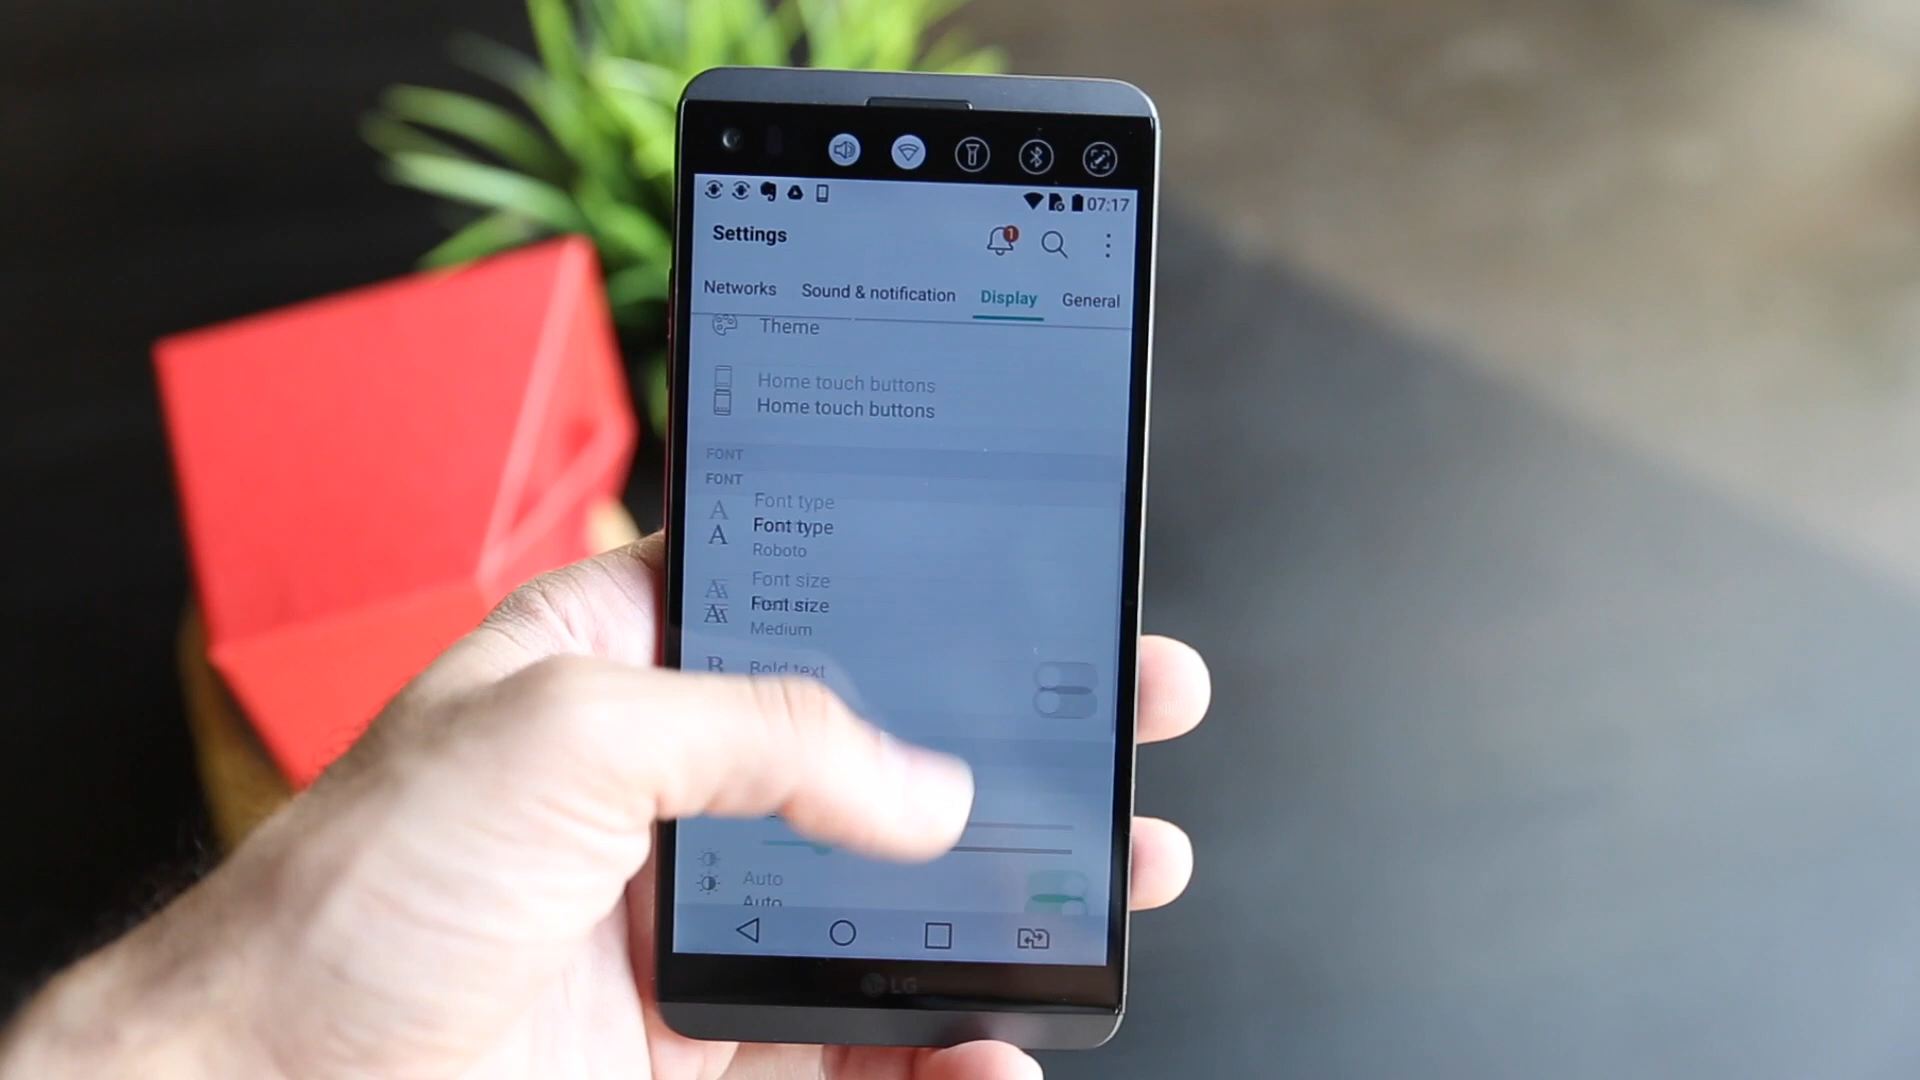 07:17
Settings
1
Networks Sound & notification Display General
Theme
Home touch buttons
Home touch buttons
FONT
FONT
Font type
Font type
Roboto
Font size
Font size
Medium
Bold text
Auto
Auto
LG